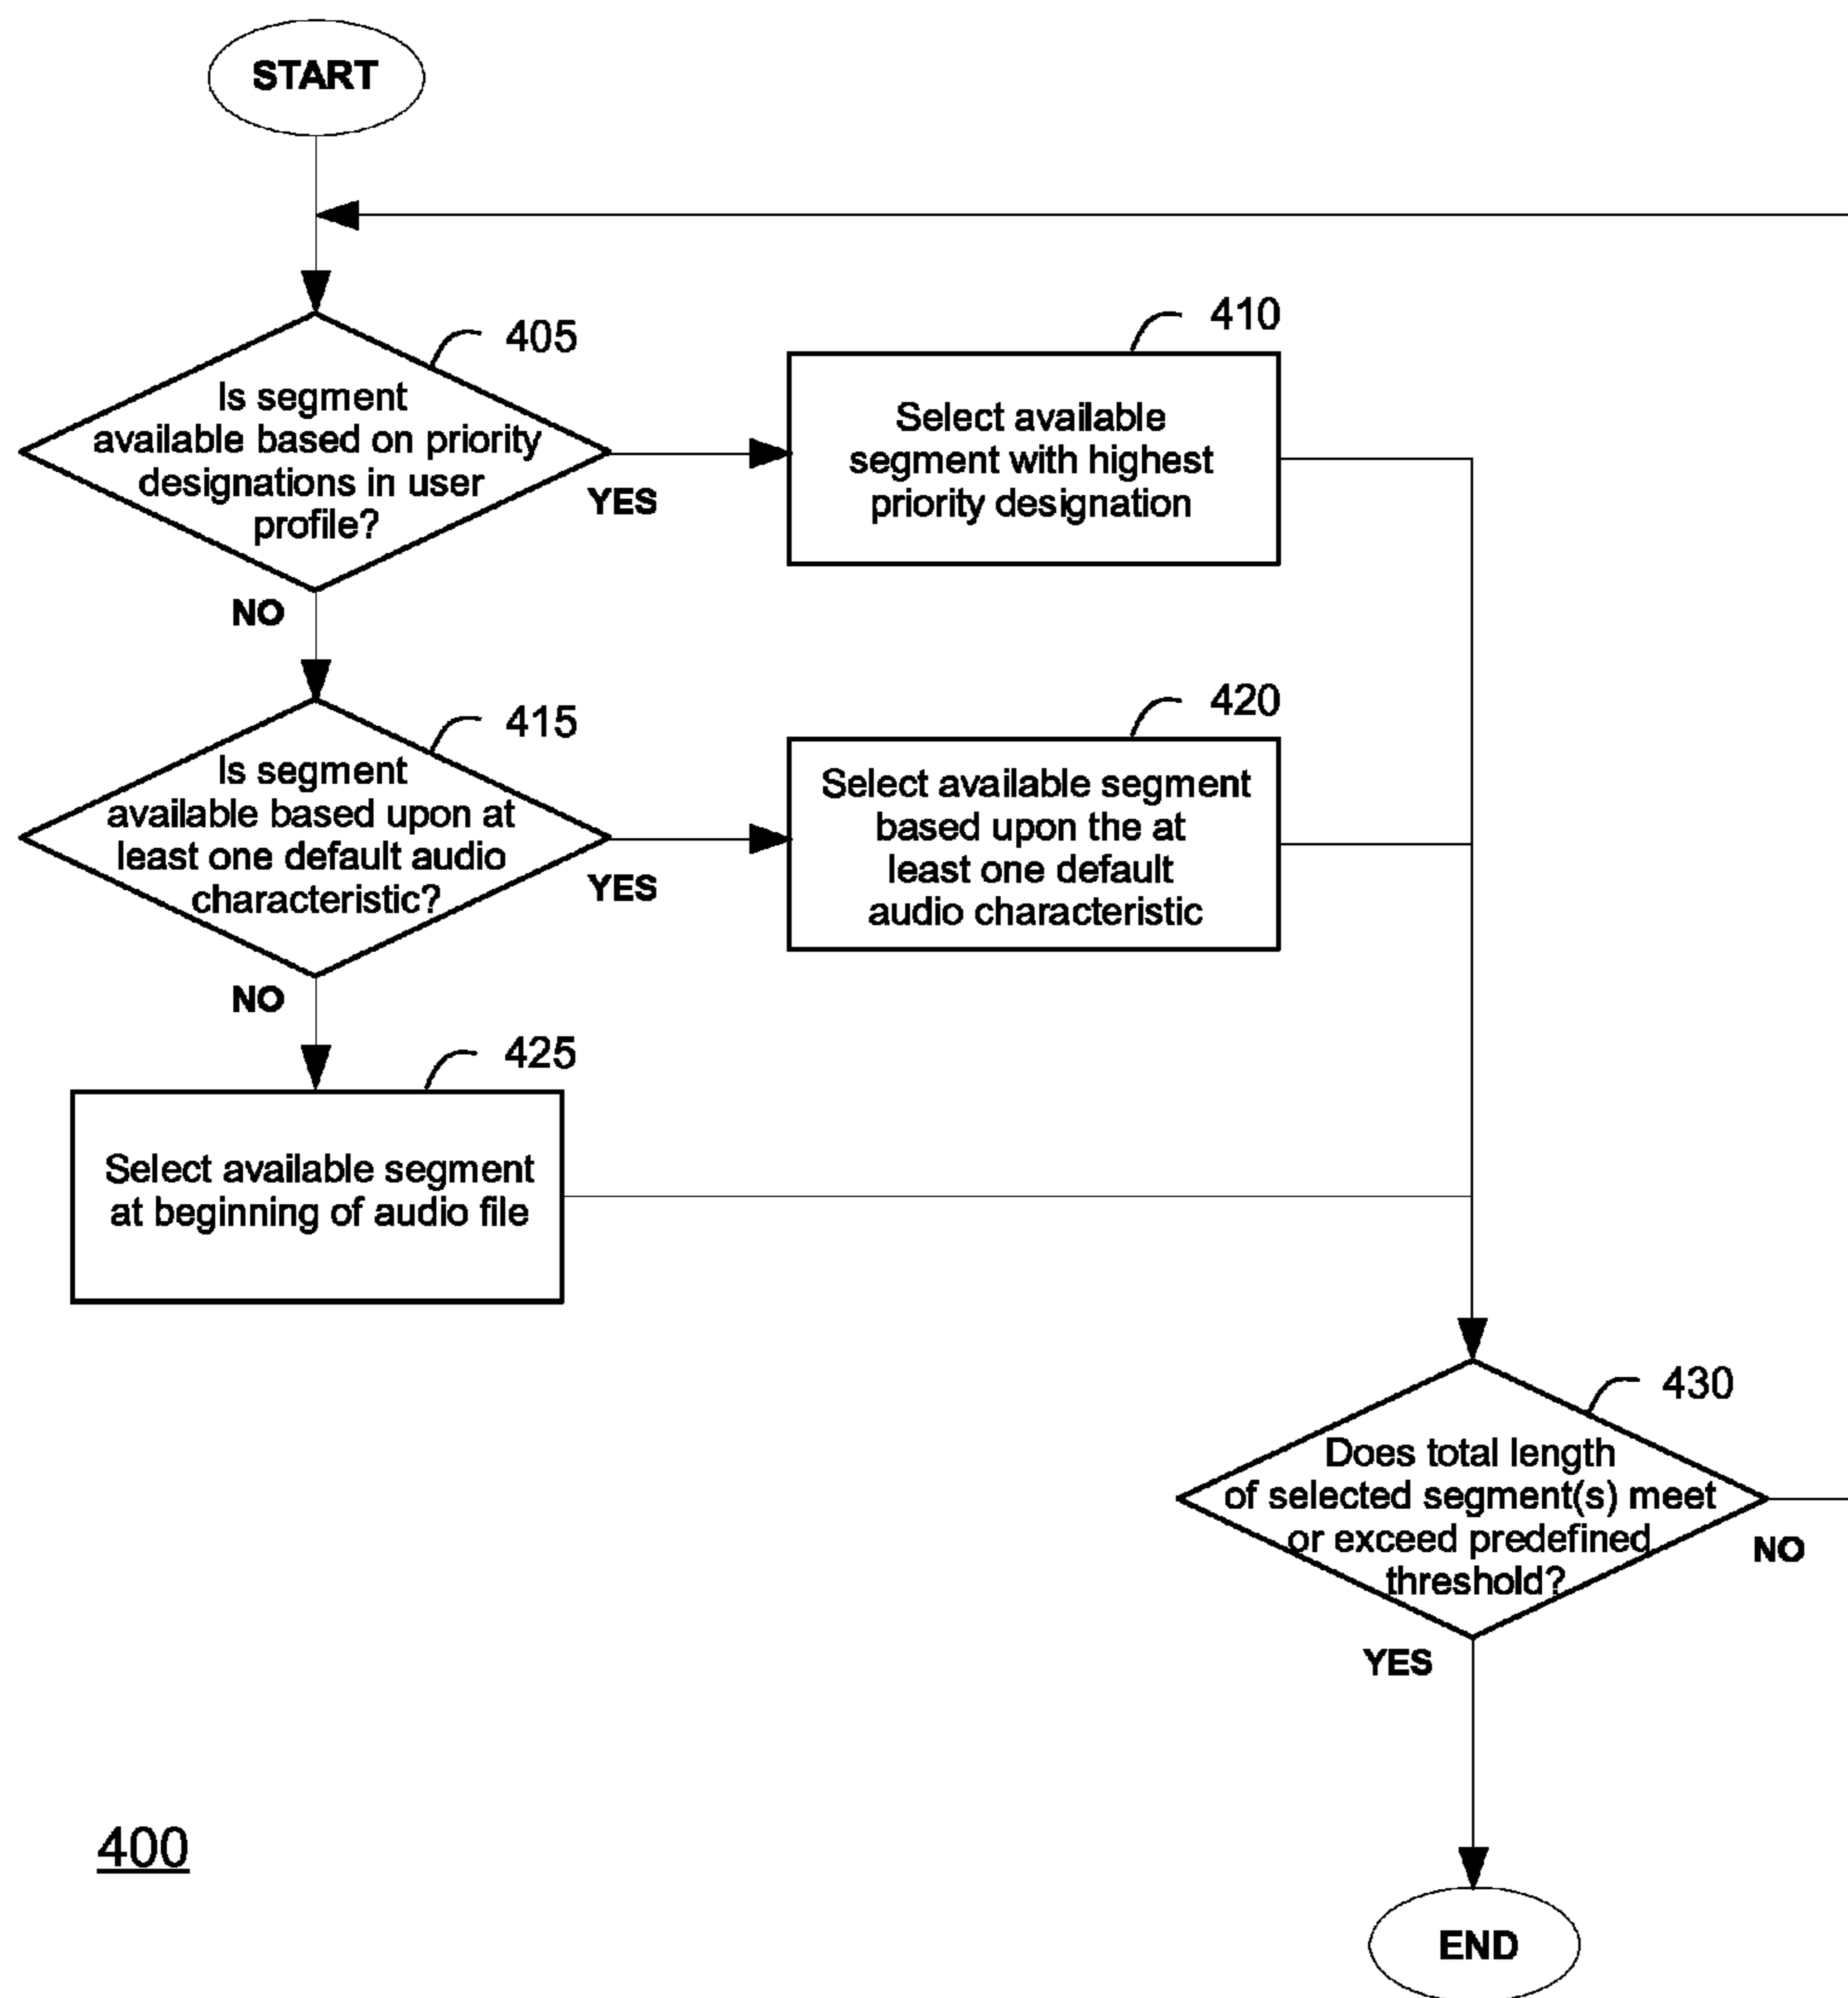 START
405
Is segment
available based on priority
designations in user
profile?
YES
NO
410
Select available
segment with highest
priority designation
415
Is segment
available based upon at
least one default audio
characteristic?
YES
NO
420
Select available segment
based upon the at
least one default
audio characteristic
425
Select available segment
at beginning of audio file
430
Does total length
of selected segment(s) meet
or exceed predefined
threshold?
NO
YES
END
400